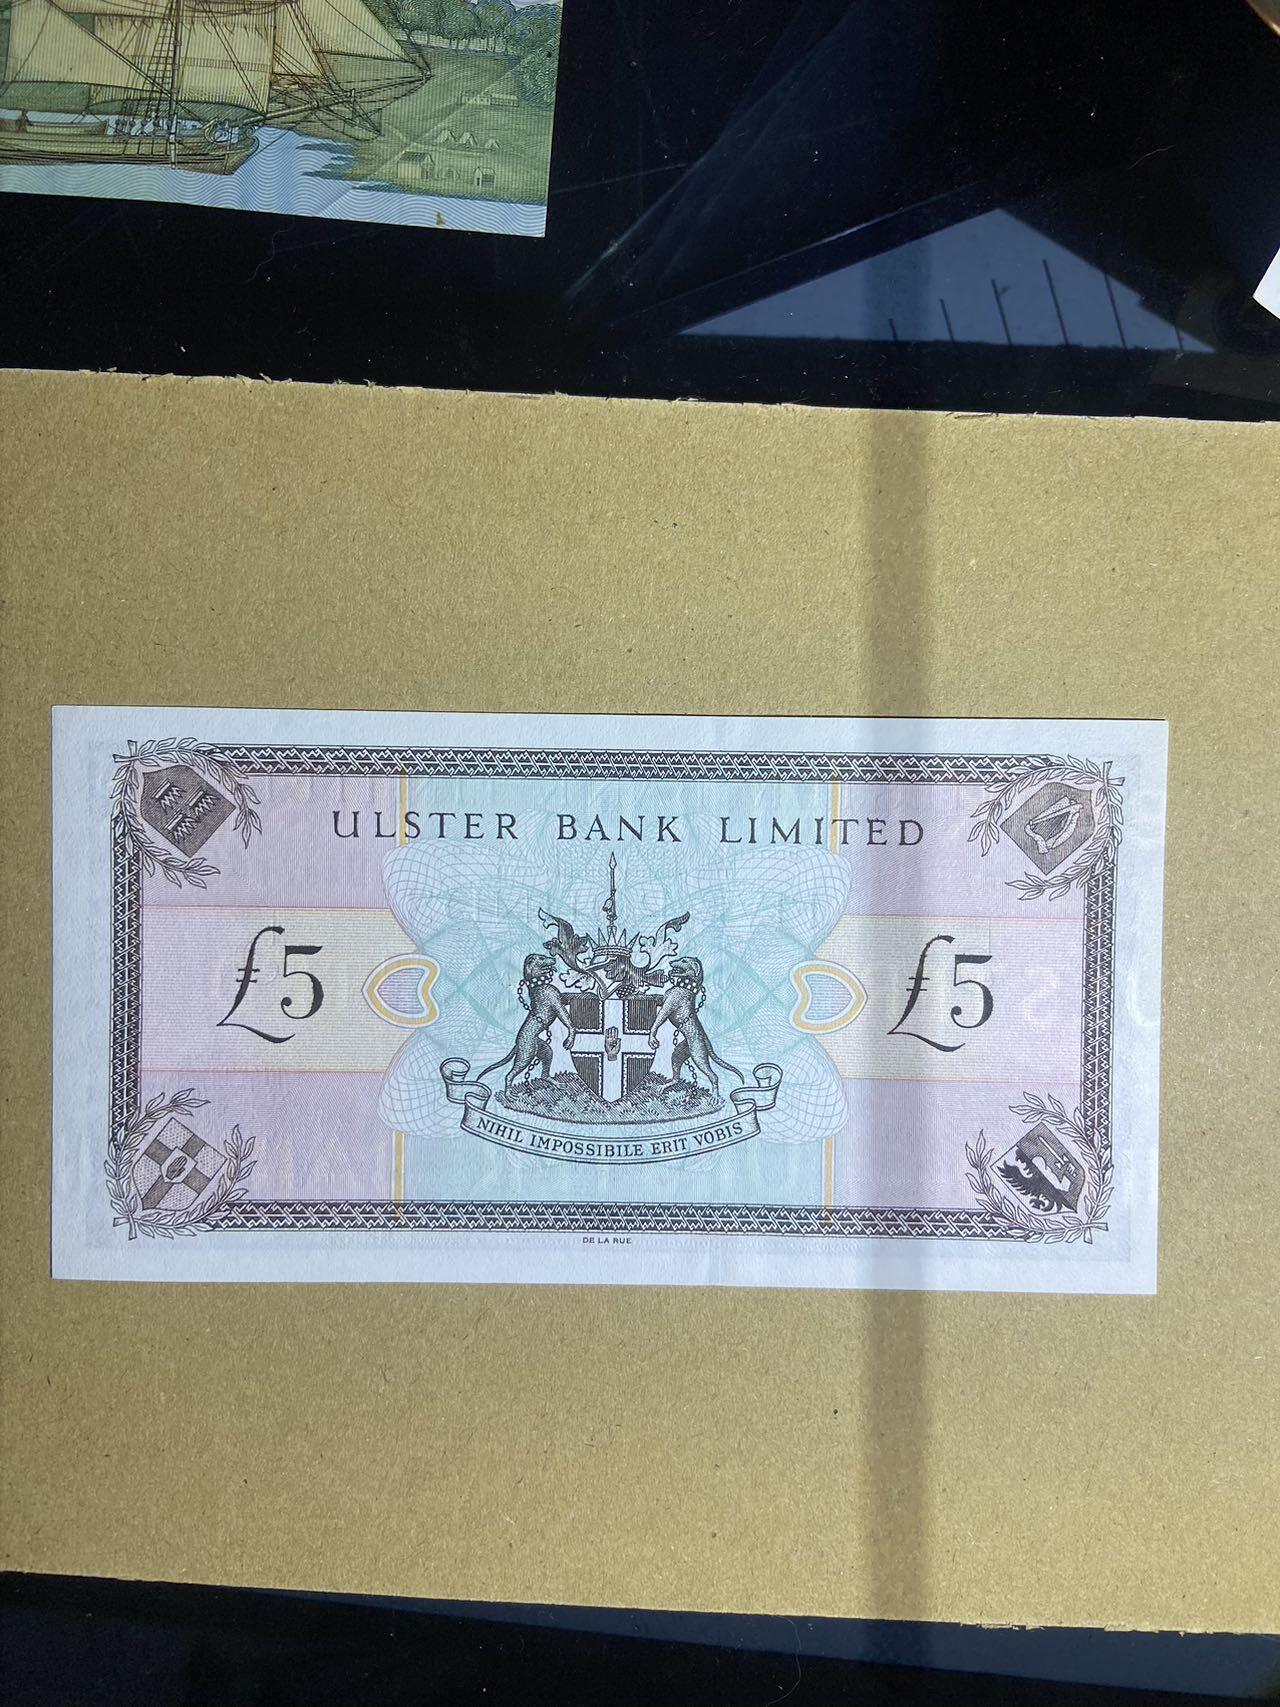 ULSTER BANK LIMITED
£5 £5
NIHIL IMPOSSIBILE ERIT VOBIS
DE LA RUE